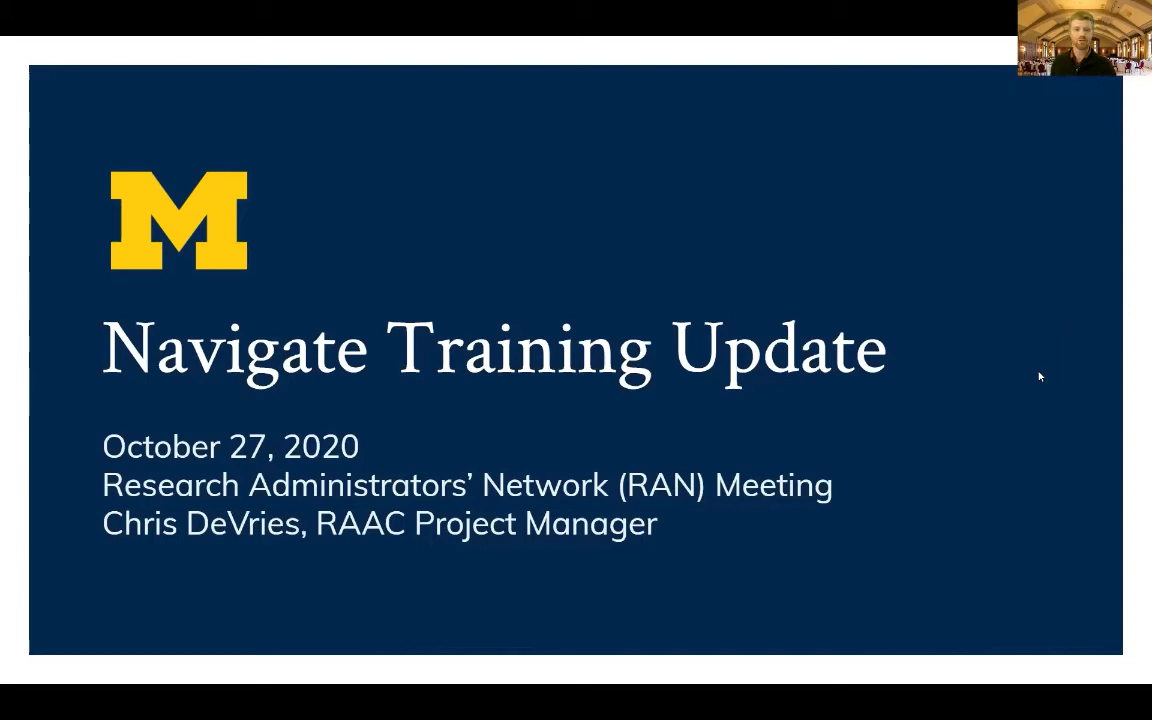 M
Navigate Training Update
October 27, 2020
Research Administrators’ Network (RAN) Meeting
Chris DeVries, RAAC Project Manager